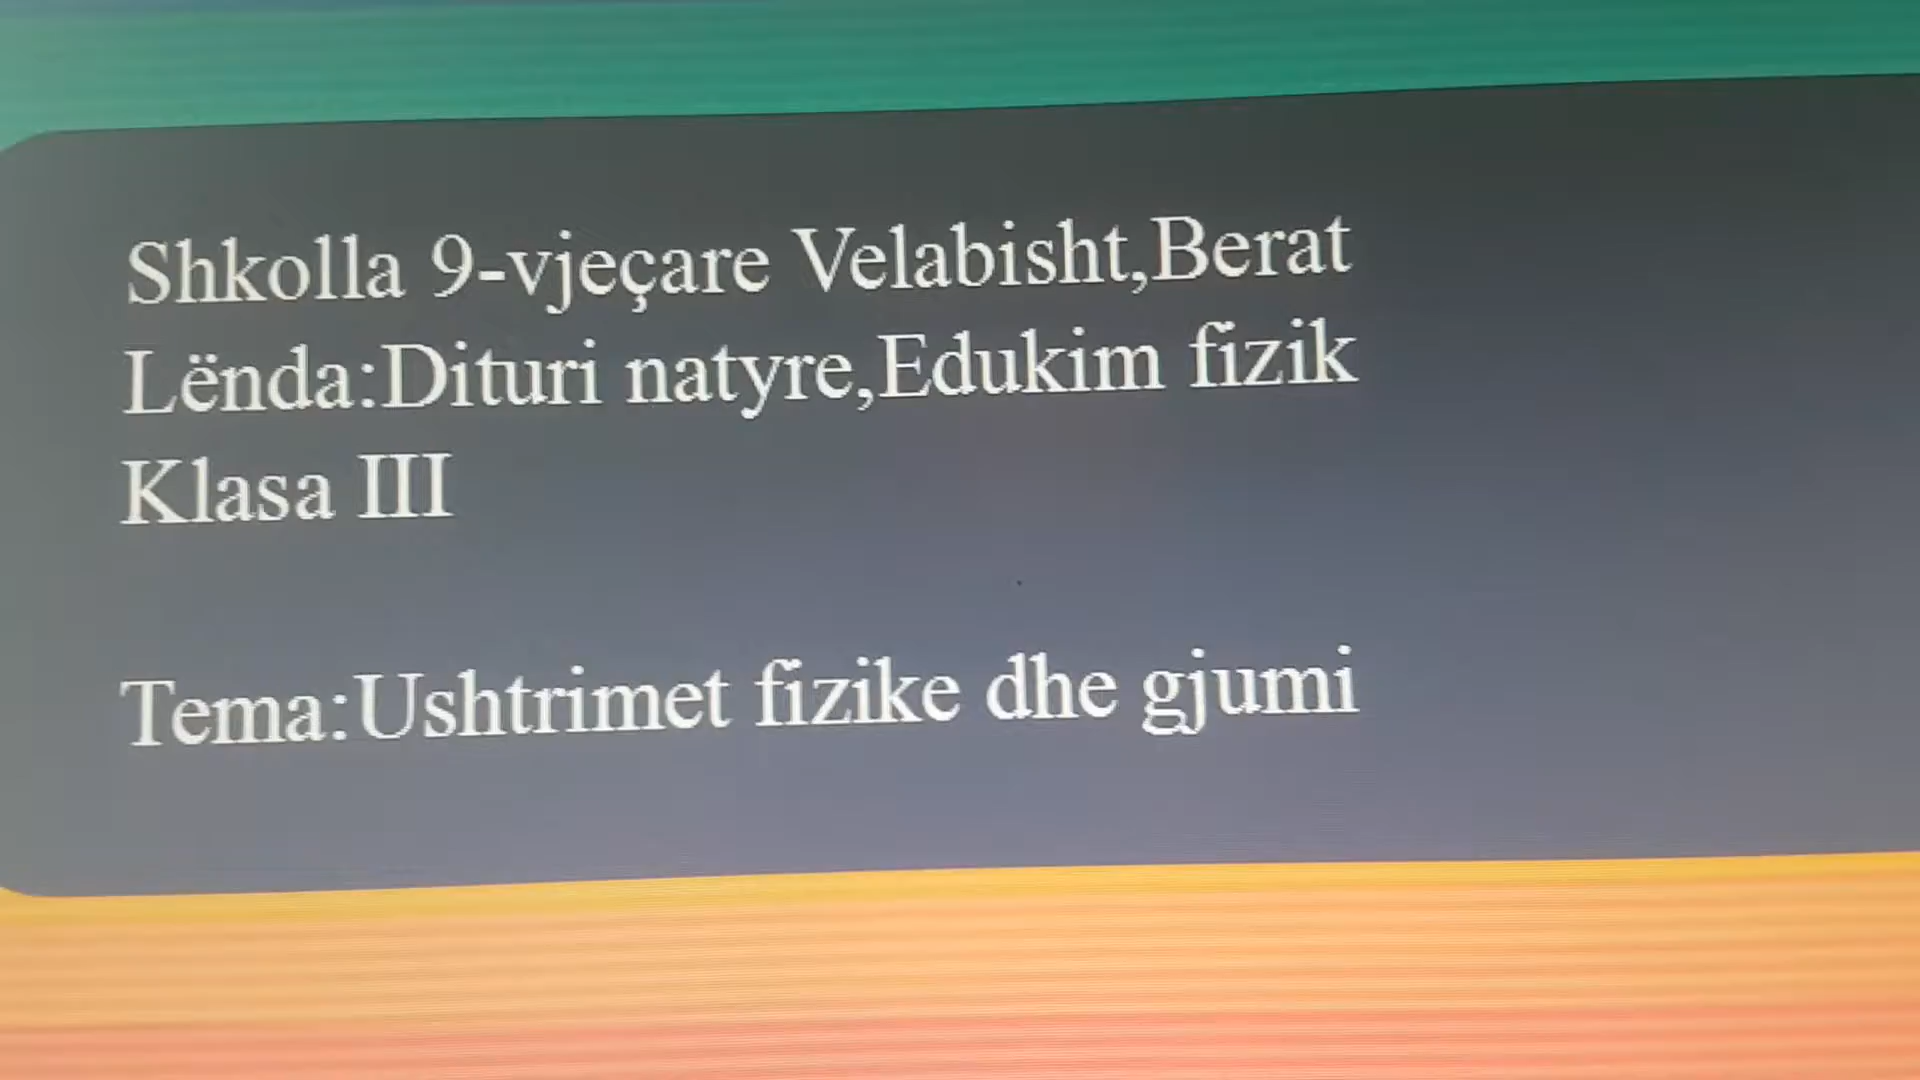 Shkolla 9-vjeçare Velabisht,Berat
Lënda:Dituri natyre,Edukim fizik
Klasa III
Tema:Ushtrimet fizike dhe gjumi